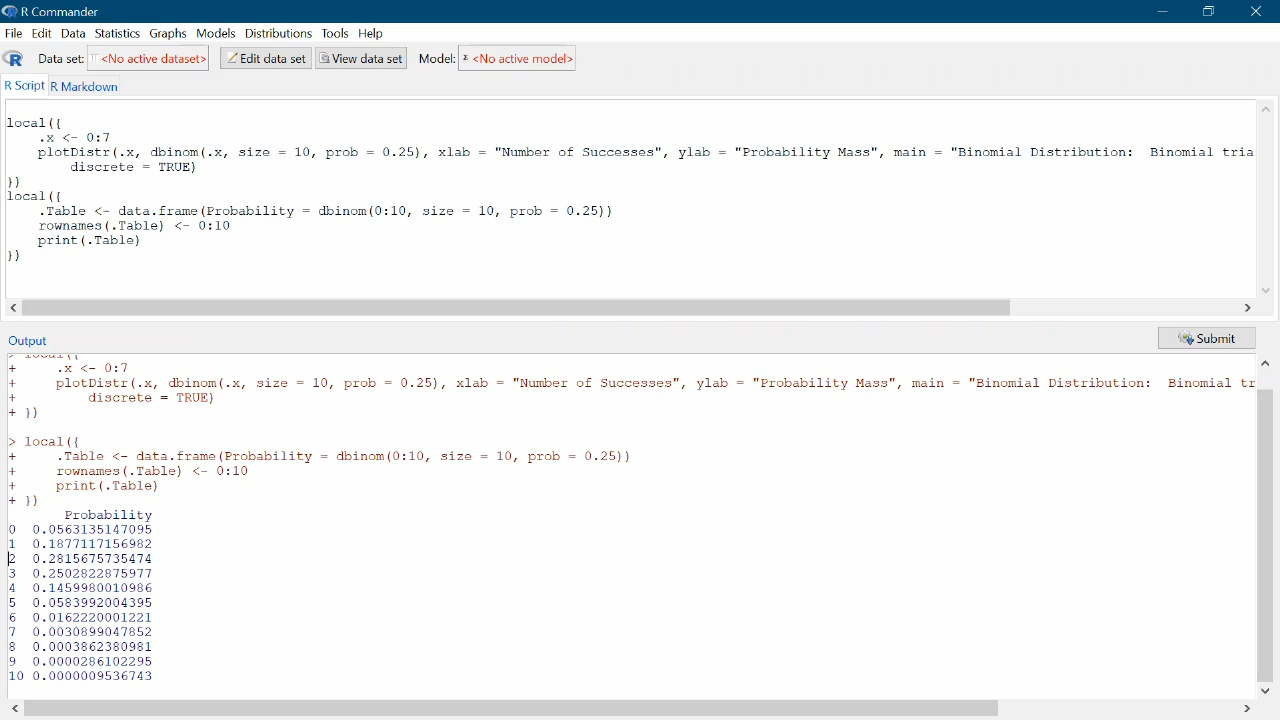 R Commander
File Edit Data Statistics Graphs Models Distributions Tools Help
Data set: <No active dataset> Edit data set View data set Model: Σ <No active model>
R Script R Markdown
local({
.x <- 0:7
plotDistr(.x, dbinom(.x, size = 10, prob = 0.25), xlab = "Number of Successes", ylab = "Probability Mass", main = "Binomial Distribution:  Binomial tria
discrete = TRUE)
})
local({
.Table <- data.frame(Probability = dbinom(0:10, size = 10, prob = 0.25))
rownames(.Table) <- 0:10
print(.Table)
})
Output
Submit
> local({
+ .x <- 0:7
+ plotDistr(.x, dbinom(.x, size = 10, prob = 0.25), xlab = "Number of Successes", ylab = "Probability Mass", main = "Binomial Distribution:  Binomial tr
+ discrete = TRUE)
+ })
> local({
+ .Table <- data.frame(Probability = dbinom(0:10, size = 10, prob = 0.25))
+ rownames(.Table) <- 0:10
+ print(.Table)
+ })
Probability
0 0.0563135147095
1 0.1877117156982
2 0.2815675735474
3 0.2502822875977
4 0.1459980010986
5 0.0583992004395
6 0.0162220001221
7 0.0030899047852
8 0.0003862380981
9 0.0000286102295
10 0.0000009536743